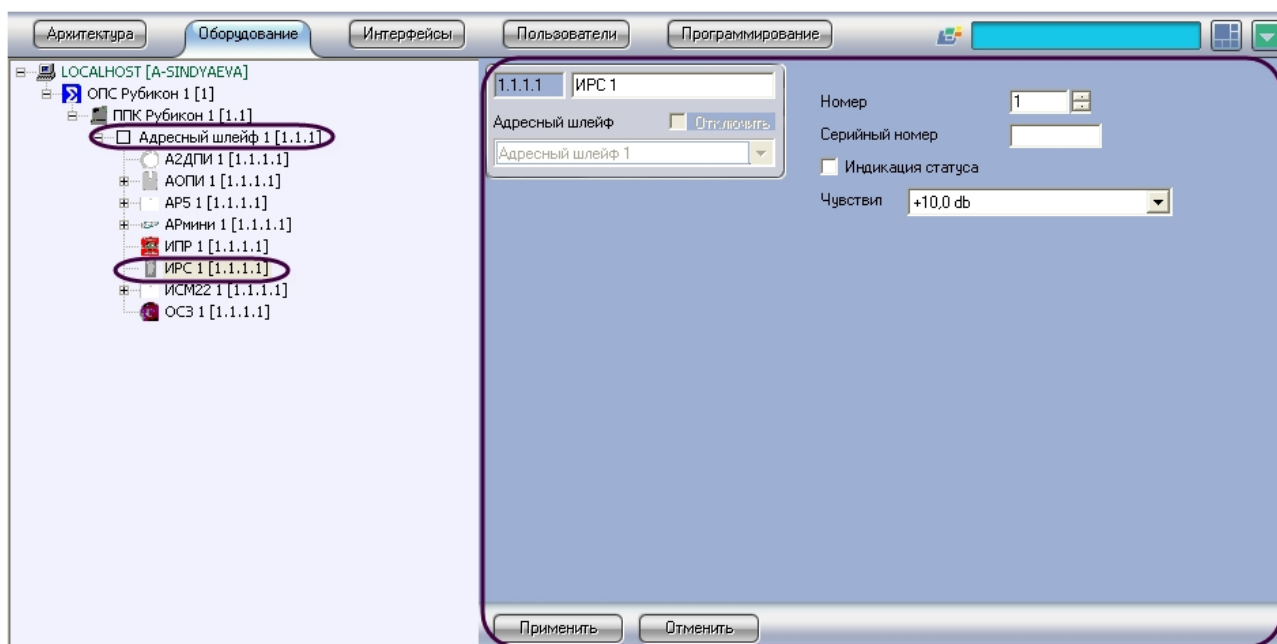 Архитектура Оборудование Интерфейсы Пользователи Программирование
LOCALHOST [A-SINDYAEVA]
ОПС Рубикон 1 [1]
ППК Рубикон 1 [1.1]
Адресный шлейф 1 [1.1.1]
А2ДПИ 1 [1.1.1.1]
АОПИ 1 [1.1.1.1]
АР5 1 [1.1.1.1]
АРмини 1 [1.1.1.1]
ИПР 1 [1.1.1.1]
ИРС 1 [1.1.1.1]
ИСМ22 1 [1.1.1.1]
ОСЗ 1 [1.1.1.1]
1.1.1.1 ИРС 1
Адресный шлейф Отключить
Адресный шлейф 1
Номер 1
Серийный номер
Индикация статуса
Чувствил +10,0 db
Применить Отменить